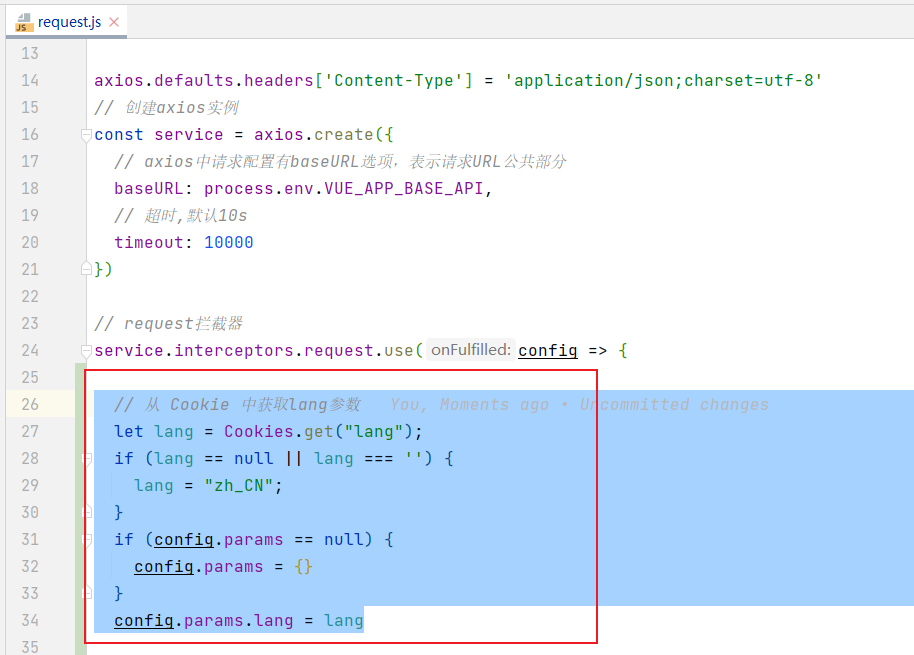 request.js
13
14 axios.defaults.headers['Content-Type'] = 'application/json;charset=utf-8'
15 // 创建axios实例
16 const service = axios.create({
17 // axios中请求配置有baseURL选项，表示请求URL公共部分
18 baseURL: process.env.VUE_APP_BASE_API,
19 // 超时,默认10s
20 timeout: 10000
21 })
22
23 // request拦截器
24 service.interceptors.request.use( onFulfilled: config => {
25
26 // 从 Cookie 中获取lang参数 You, Moments ago • Uncommitted changes
27 let lang = Cookies.get("lang");
28 if (lang == null || lang === '') {
29 lang = "zh_CN";
30 }
31 if (config.params == null) {
32 config.params = {}
33 }
34 config.params.lang = lang
35